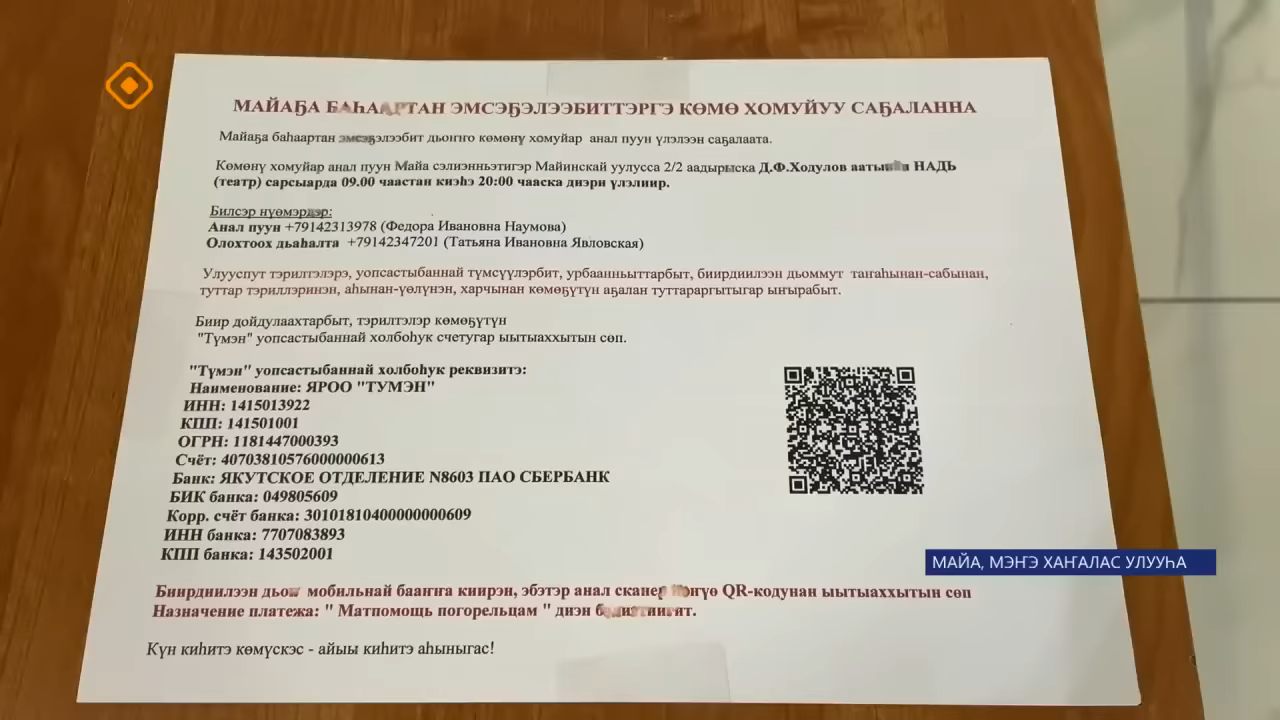 МАЙАҔА БАҺААРТАН ЭМСЭҔЭЛЭЭБИТТЭРГЭ КӨМӨ ХОМУЙУУ САҔАЛАННА
Майаҕа баһаартан эмсэҕэлээбит дьоҥҥо көмөнү хомуйар анал пуун үлэлээн саҕалаата.
Көмөнү хомуйар анал пуун Майа сэлиэнньэтигэр Майинскай уулусса 2/2 аадырыска Д.Ф.Ходулов НАДЬ
(театр) сарсыарда 09.00 чаастан киэһэ 20:00 чааска диэри үлэлиир.
Билсэр нүөмэрдэр:
Анал пуун +79142313978 (Федора Ивановна Наумова)
Олохтоох дьаһалта +79142347201 (Татьяна Ивановна Явловская)
Улууспут тэрилтэлэрэ, уопсастыбаннай түмсүүлэрбит, урбаанньыттарбыт, биирдиилээн дьоммут таҥаһынан-сабынан,
туттар тэриллэринэн, аһынан-үөлүнэн, харчынан көмөҕүтүн аҕалан туттараргытыгар ыҥырабыт.
Биир дойдулаахтарбыт, тэрилтэлэр көмөҕүтүн
"Түмэн" уопсастыбаннай холбоһук счетугар ыытыаххытын сөп.
"Түмэн" уопсастыбаннай холбоһук реквизитэ:
Наименование: ЯРОО "ТУМЭН"
ИНН: 1415013922
КПП: 141501001
ОГРН: 1181447000393
Счёт: 40703810576000000613
Банк: ЯКУТСКОЕ ОТДЕЛЕНИЕ N8603 ПАО СБЕРБАНК
БИК банка: 049805609
Корр. счёт банка: 30101810400000000609
ИНН банка: 7707083893
КПП банка: 143502001
МАЙА, МЭҤЭ ХАҤАЛАС УЛУУҺА
Биирдиилээн дьон мобильнай бааҥҥа киирэн, эбэтэр анал сканер көҥүө QR-кодунан ыытыаххытын сөп
Назначение платежа: " Матпомощь погорельцам " диэн
Күн киһитэ көмүскэс - айыы киһитэ аһыныгас!